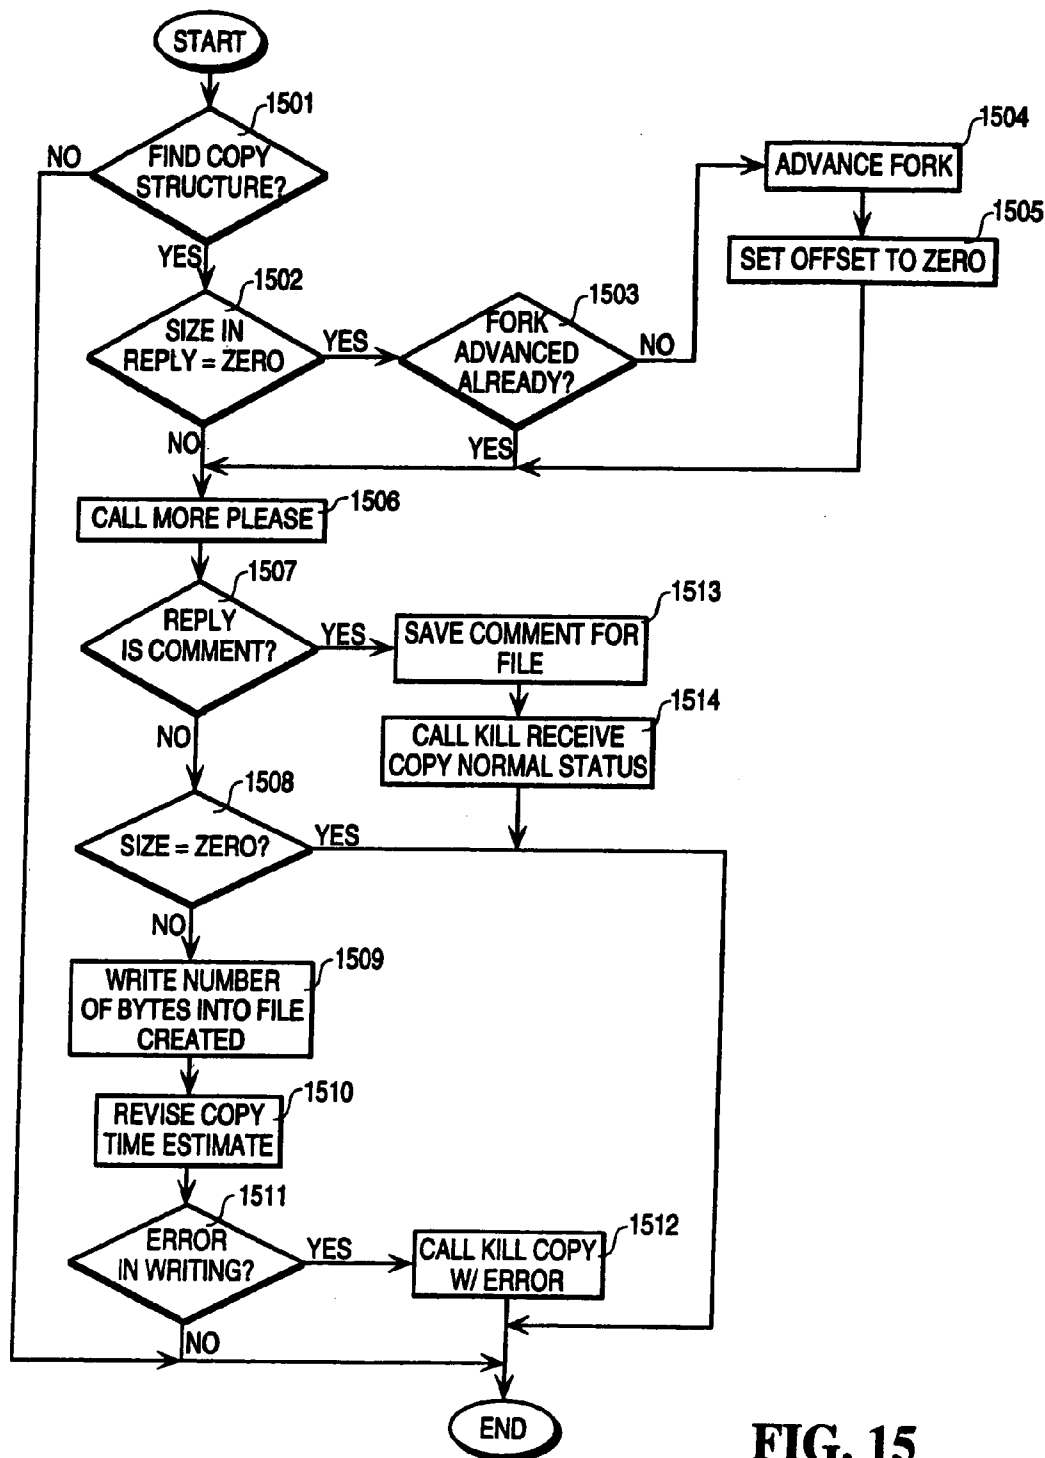 START
1501
FIND COPY
STRUCTURE?
NO
YES
1504
ADVANCE FORK
1505
SET OFFSET TO ZERO
1502
SIZE IN
REPLY = ZERO
YES
1503
FORK
ADVANCED
ALREADY?
NO
NO
YES
1506
CALL MORE PLEASE
1507
REPLY
IS COMMENT?
YES
1513
SAVE COMMENT FOR
FILE
1514
CALL KILL RECEIVE
COPY NORMAL STATUS
NO
1508
SIZE = ZERO?
YES
NO
1509
WRITE NUMBER
OF BYTES INTO FILE
CREATED
1510
REVISE COPY
TIME ESTIMATE
1511
ERROR
IN WRITING?
YES
1512
CALL KILL COPY
W/ ERROR
NO
END
FIG. 15